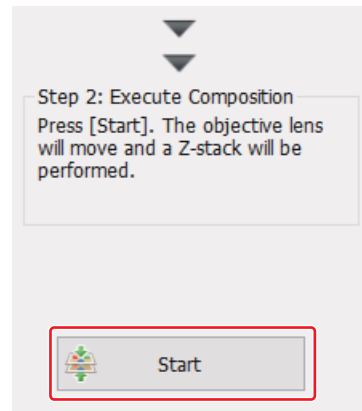 Step 2: Execute Composition
Press [Start]. The objective lens
will move and a Z-stack will be
performed.
Start